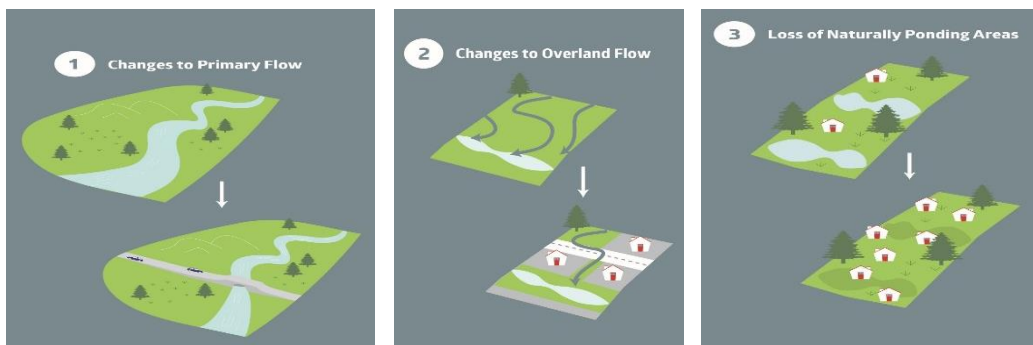 1 Changes to Primary Flow
2 Changes to Overland Flow
3 Loss of Naturally Ponding Areas